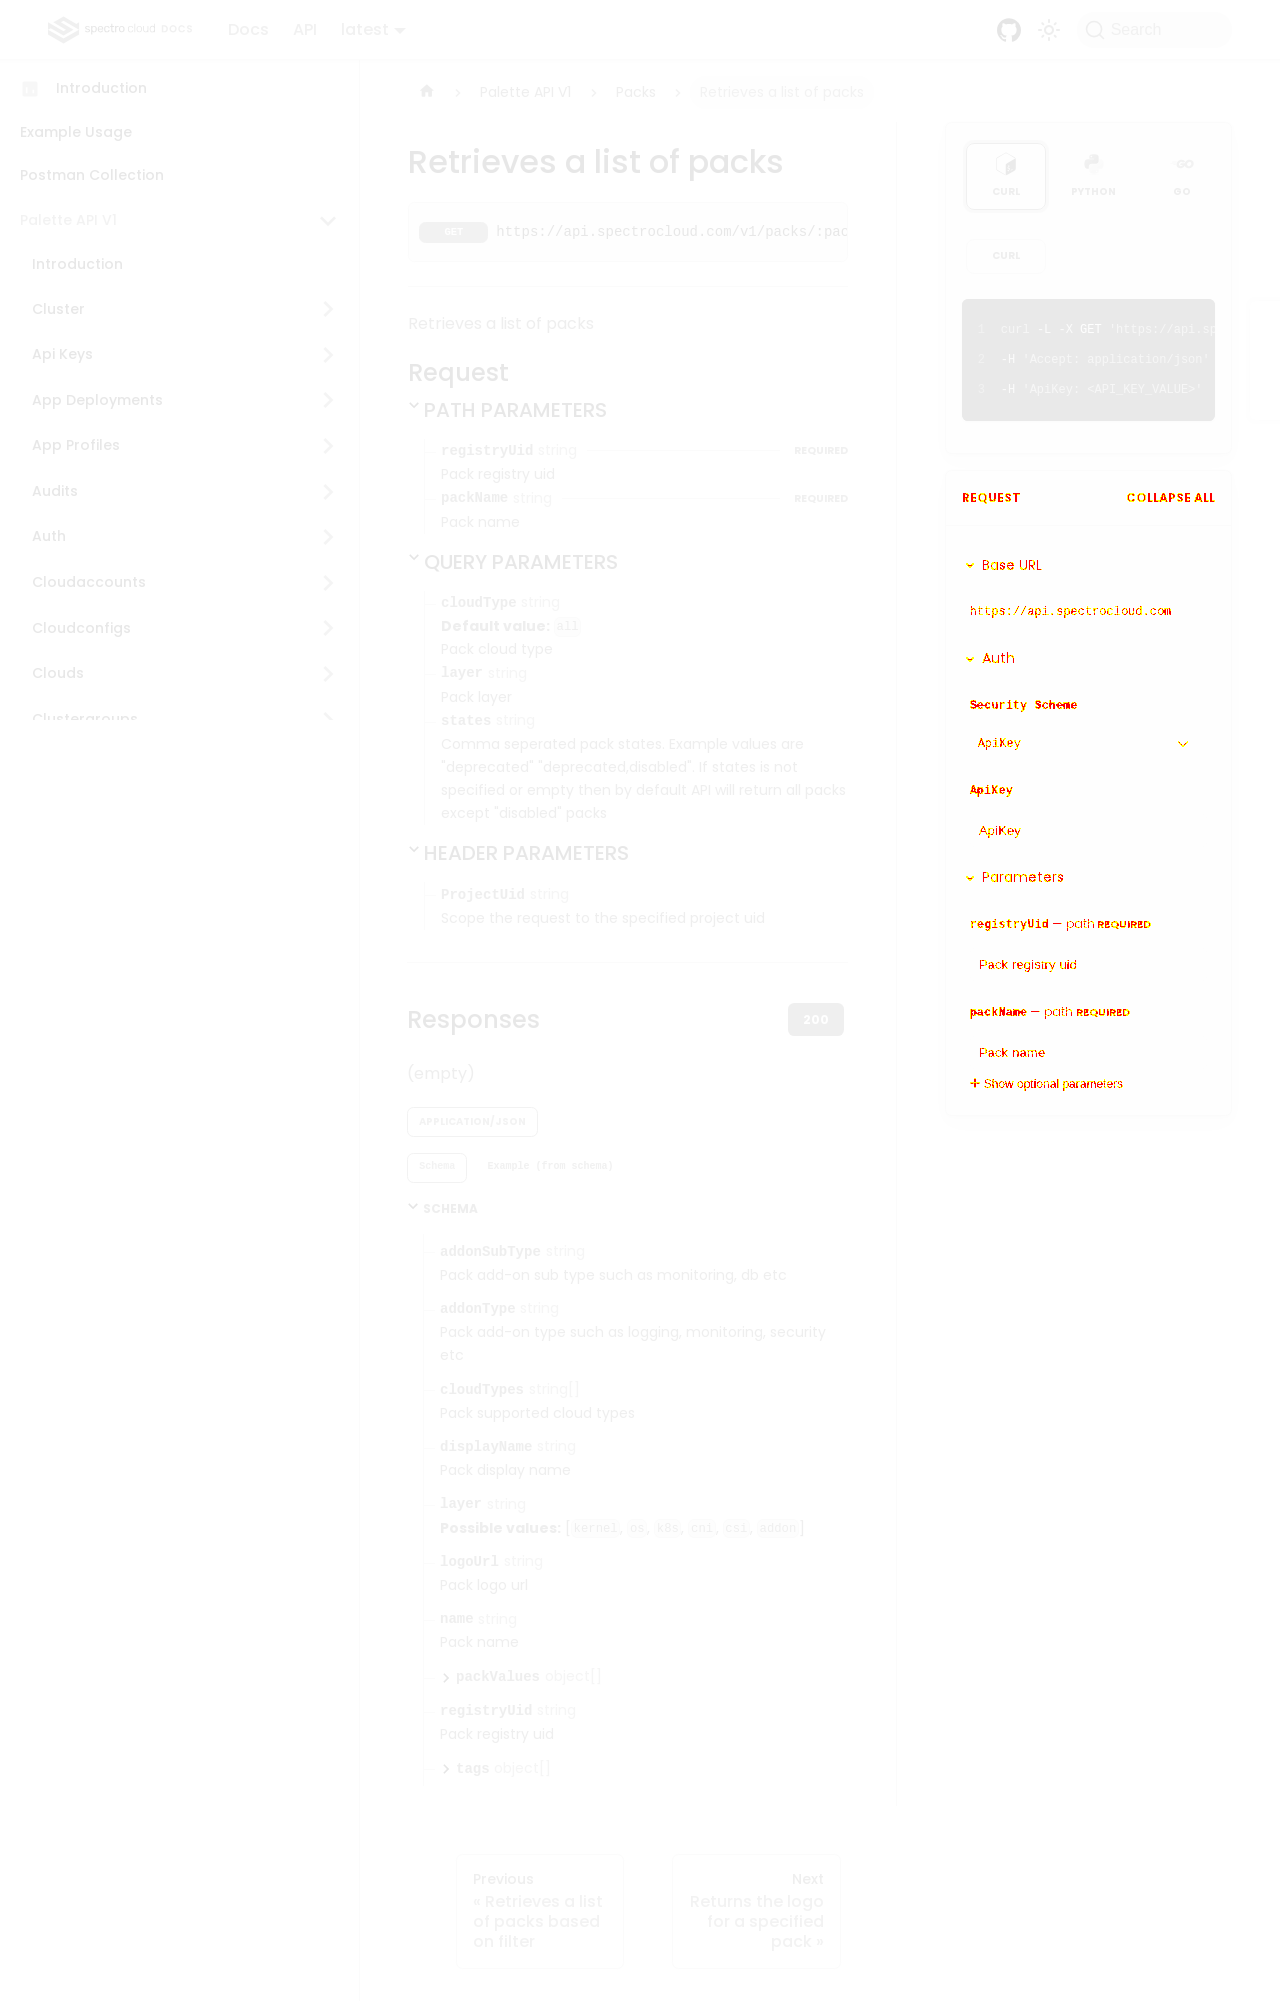 spectro cloud DOCS
Docs
API
latest
Search
Introduction
Example Usage
Postman Collection
Palette API V1
Introduction
Cluster
Api Keys
App Deployments
App Profiles
Audits
Auth
Cloudaccounts
Cloudconfigs
Clouds
Clustergroups
Palette API V1
Packs
Retrieves a list of packs
Retrieves a list of packs
GET https://api.spectrocloud.com/v1/packs/:pac
Retrieves a list of packs
Request
PATH PARAMETERS
registryUid string REQUIRED
Pack registry uid
packName string REQUIRED
Pack name
QUERY PARAMETERS
cloudType string
Default value: all
Pack cloud type
layer string
Pack layer
states string
Comma seperated pack states. Example values are
"deprecated" "deprecated,disabled". If states is not
specified or empty then by default API will return all packs
except "disabled" packs
HEADER PARAMETERS
ProjectUid string
Scope the request to the specified project uid
Responses
200
(empty)
APPLICATION/JSON
Schema
Example (from schema)
SCHEMA
addonSubType string
Pack add-on sub type such as monitoring, db etc
addonType string
Pack add-on type such as logging, monitoring, security
etc
cloudTypes string[]
Pack supported cloud types
displayName string
Pack display name
layer string
Possible values: [kernel, os, k8s, cni, csi, addon]
logoUrl string
Pack logo url
name string
Pack name
packValues object[]
registryUid string
Pack registry uid
tags object[]
Previous
« Retrieves a list
of packs based
on filter
Next
Returns the logo
for a specified
pack »
CURL
PYTHON
GO
CURL
1 curl -L -X GET 'https://api.sp
2 -H 'Accept: application/json'
3 -H 'ApiKey: <API_KEY_VALUE>'
REQUEST
COLLAPSE ALL
Base URL
https://api.spectrocloud.com
Auth
Security Scheme
ApiKey
ApiKey
ApiKey
Parameters
registryUid — path REQUIRED
Pack registry uid
packName — path REQUIRED
Pack name
+ Show optional parameters